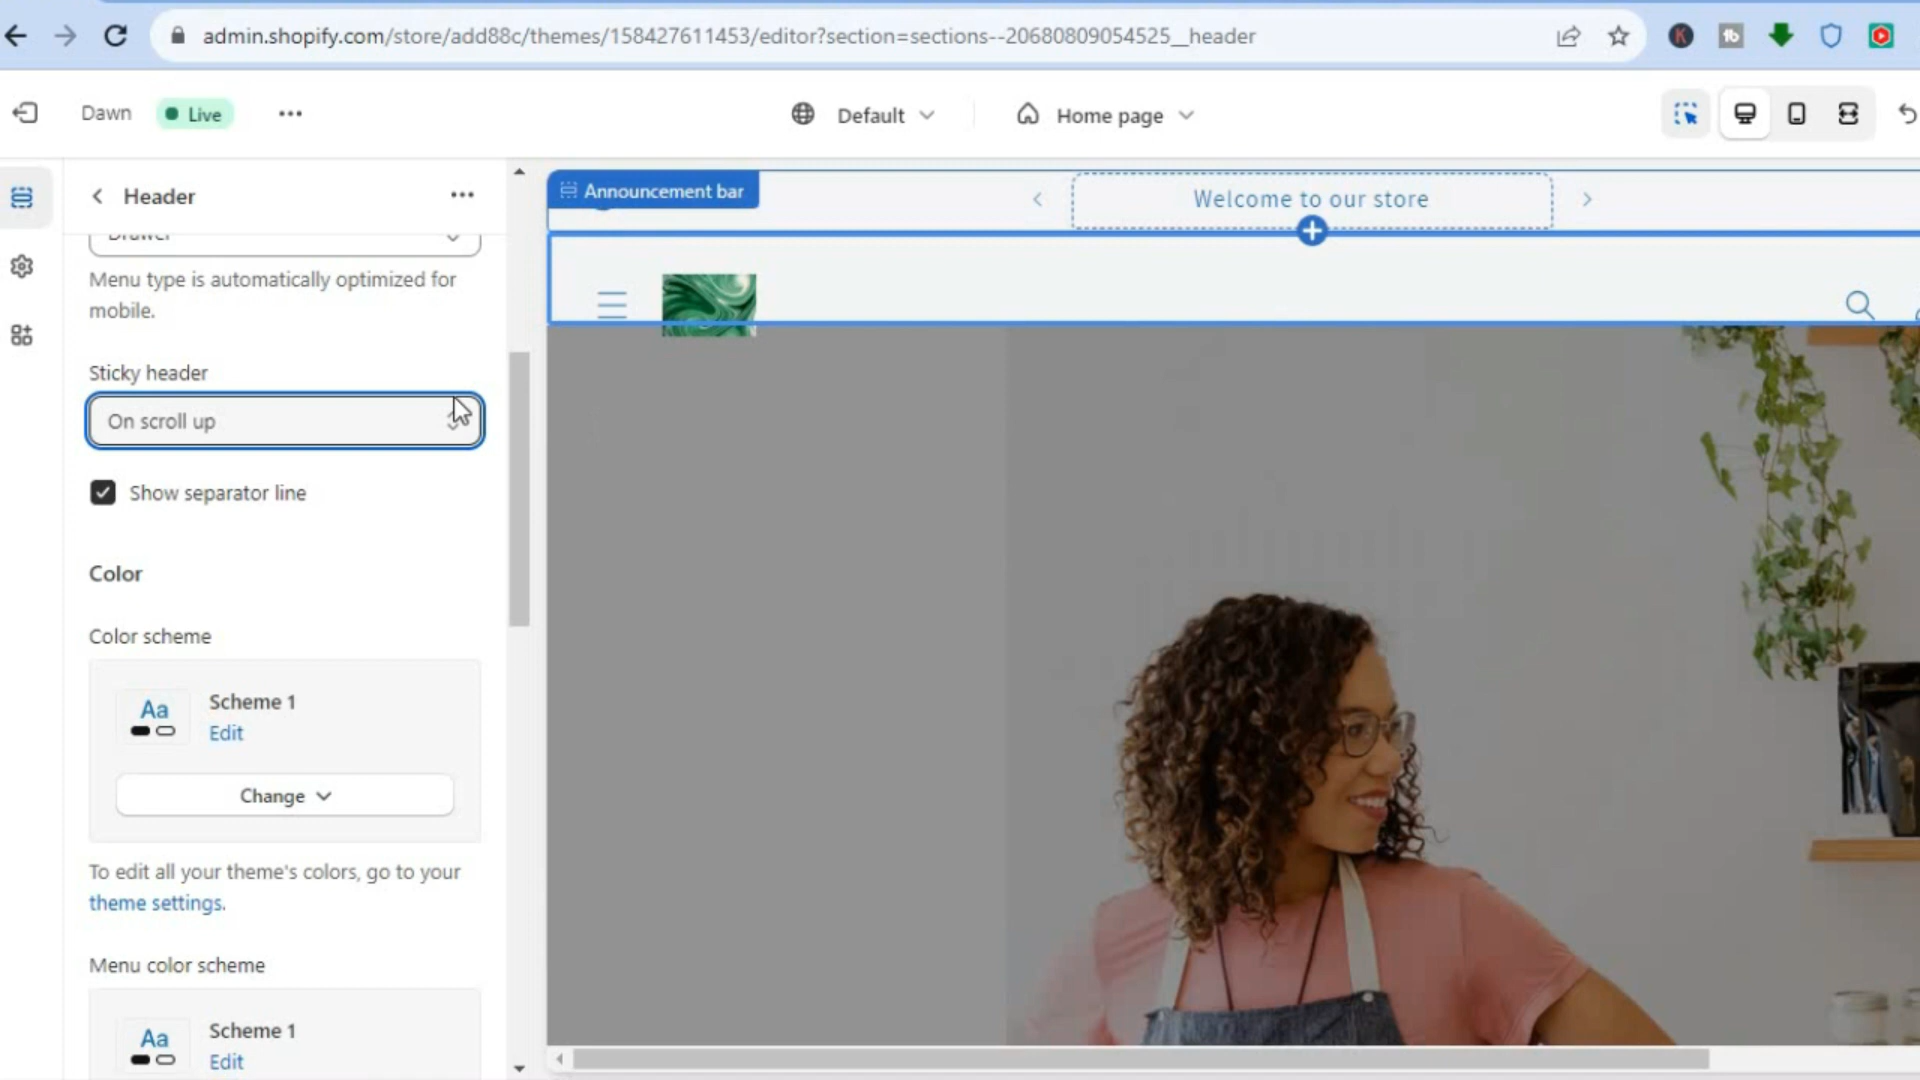 admin.shopify.com/store/add88c/themes/158427611453/editor?section=sections--20680809054525__header
Dawn
Live
Default
Home page
Header
Drawer
Menu type is automatically optimized for
mobile.
Sticky header
On scroll up
Show separator line
Color
Color scheme
Aa
Scheme 1
Edit
Change
To edit all your theme's colors, go to your
theme settings.
Menu color scheme
Aa
Scheme 1
Edit
Announcement bar
Welcome to our store